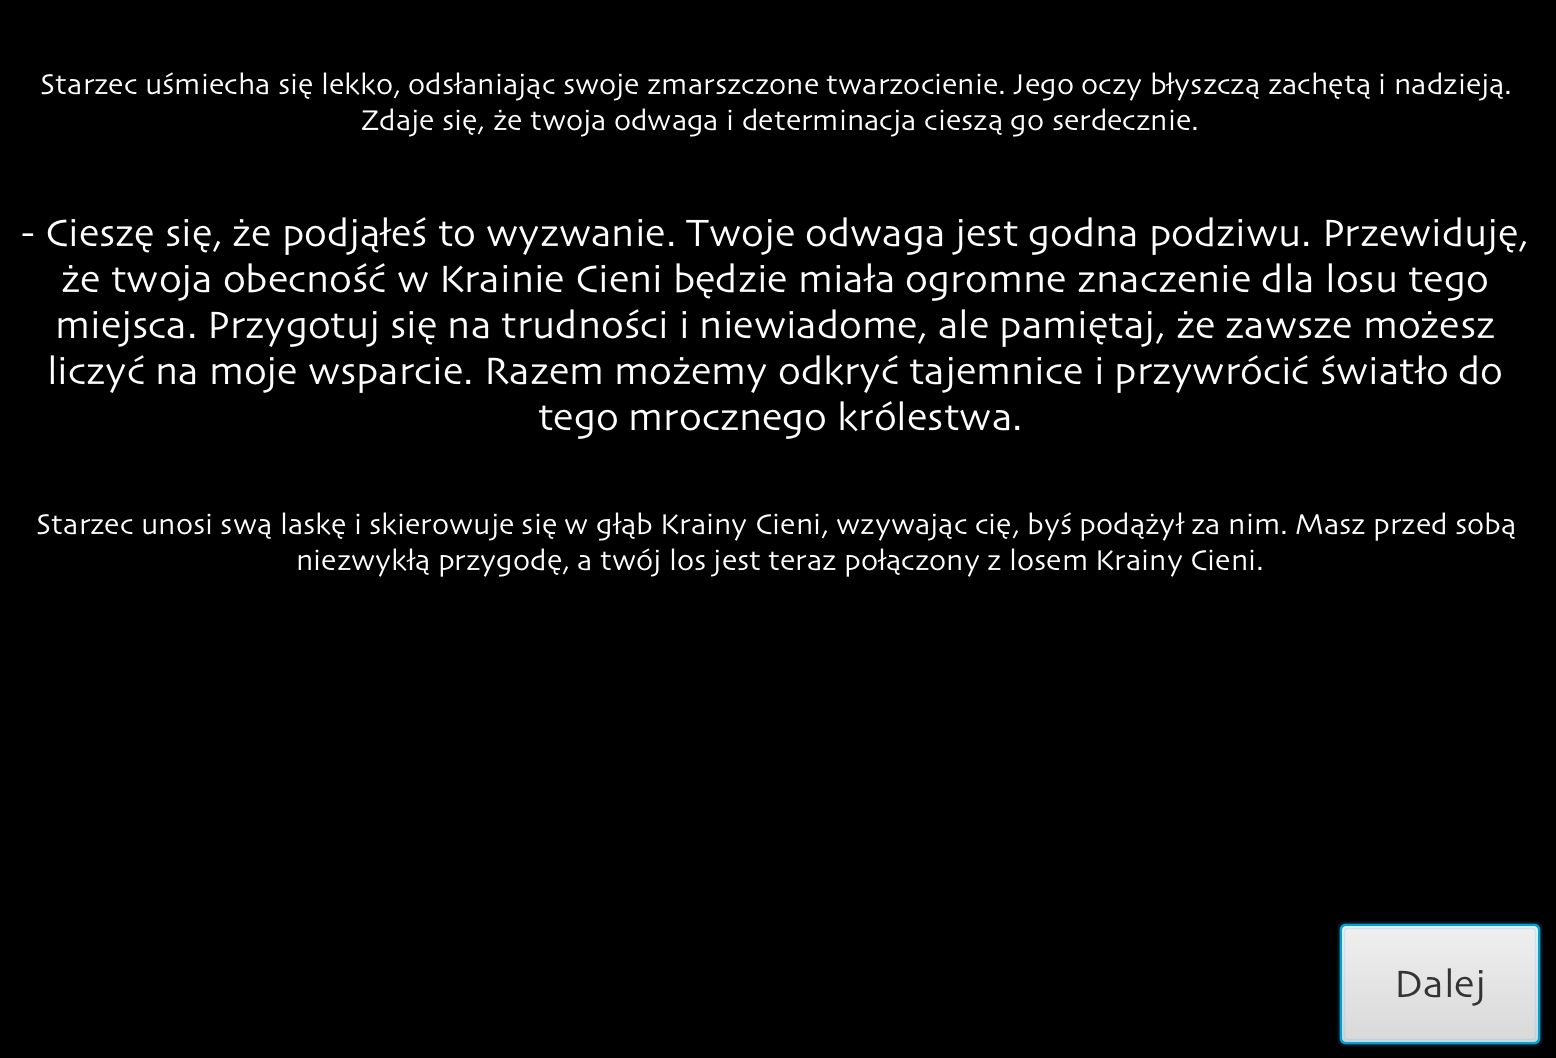 Starzec uśmiecha się lekko, odsłaniając swoje zmarszczone twarzocienie. Jego oczy błyszczą zachętą i nadzieją.
Zdaje się, że twoja odwaga i determinacja cieszą go serdecznie.
- Cieszę się, że podjąłeś to wyzwanie. Twoje odwaga jest godna podziwu. Przewiduję,
że twoja obecność w Krainie Cieni będzie miała ogromne znaczenie dla losu tego
miejsca. Przygotuj się na trudności i niewiadome, ale pamiętaj, że zawsze możesz
liczyć na moje wsparcie. Razem możemy odkryć tajemnice i przywrócić światło do
tego mrocznego królestwa.
Starzec unosi swą laskę i skierowuje się w głąb Krainy Cieni, wzywając cię, byś podążył za nim. Masz przed sobą
niezwykłą przygodę, a twój los jest teraz połączony z losem Krainy Cieni.
Dalej